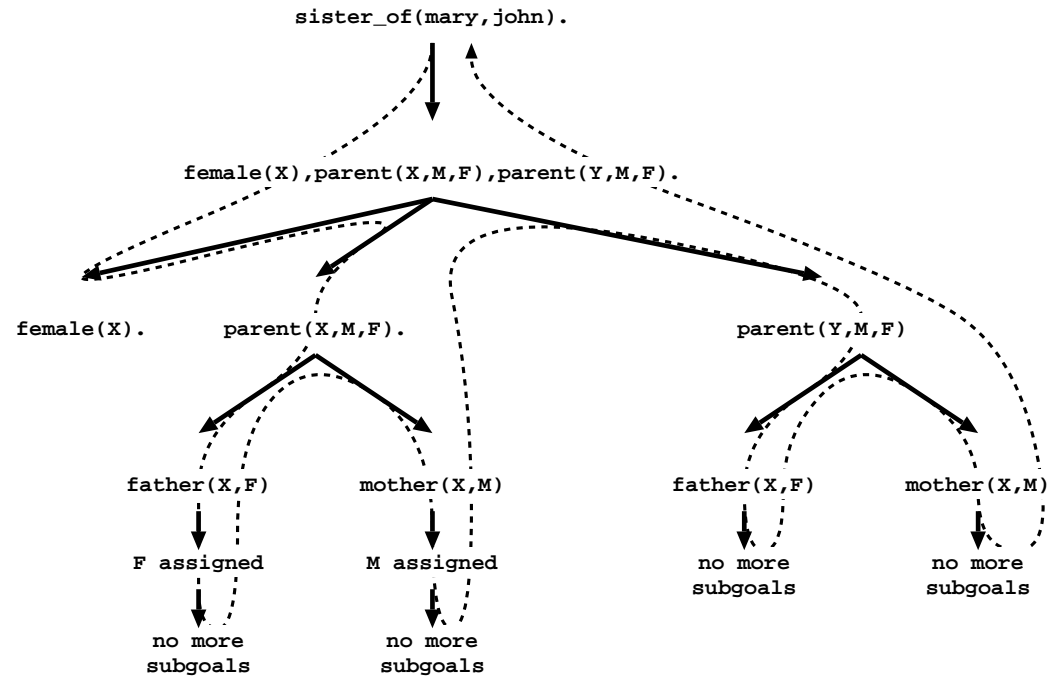 sister_of(mary,john).
female(X),parent(X,M,F),parent(Y,M,F).
female(X).
parent(X,M,F).
parent(Y,M,F)
father(X,F)
mother(X,M)
father(X,F)
mother(X,M)
F assigned
M assigned
no more
subgoals
no more
subgoals
no more
subgoals
no more
subgoals